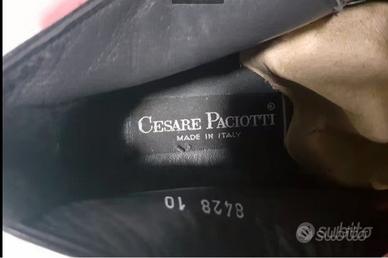 CESARE PACIOTTI®
MADE IN ITALY
8428 10
subito